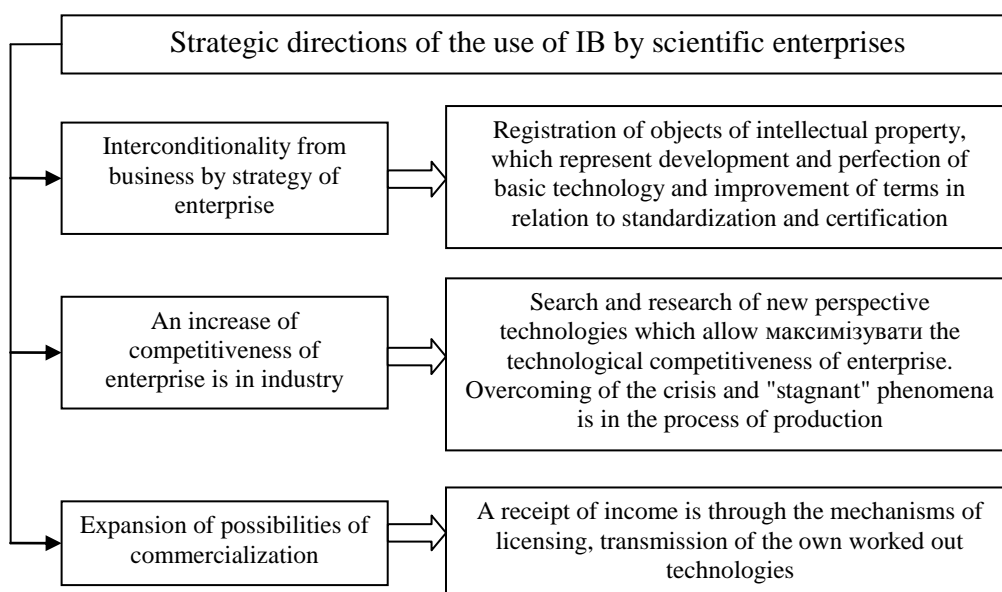 Strategic directions of the use of IB by scientific enterprises
Interconditionality from
business by strategy of
enterprise
Registration of objects of intellectual property,
which represent development and perfection of
basic technology and improvement of terms in
relation to standardization and certification
An increase of
competitiveness of
enterprise is in industry
Search and research of new perspective
technologies which allow максимізувати the
technological competitiveness of enterprise.
Overcoming of the crisis and "stagnant" phenomena
is in the process of production
Expansion of possibilities of
commercialization
A receipt of income is through the mechanisms of
licensing, transmission of the own worked out
technologies